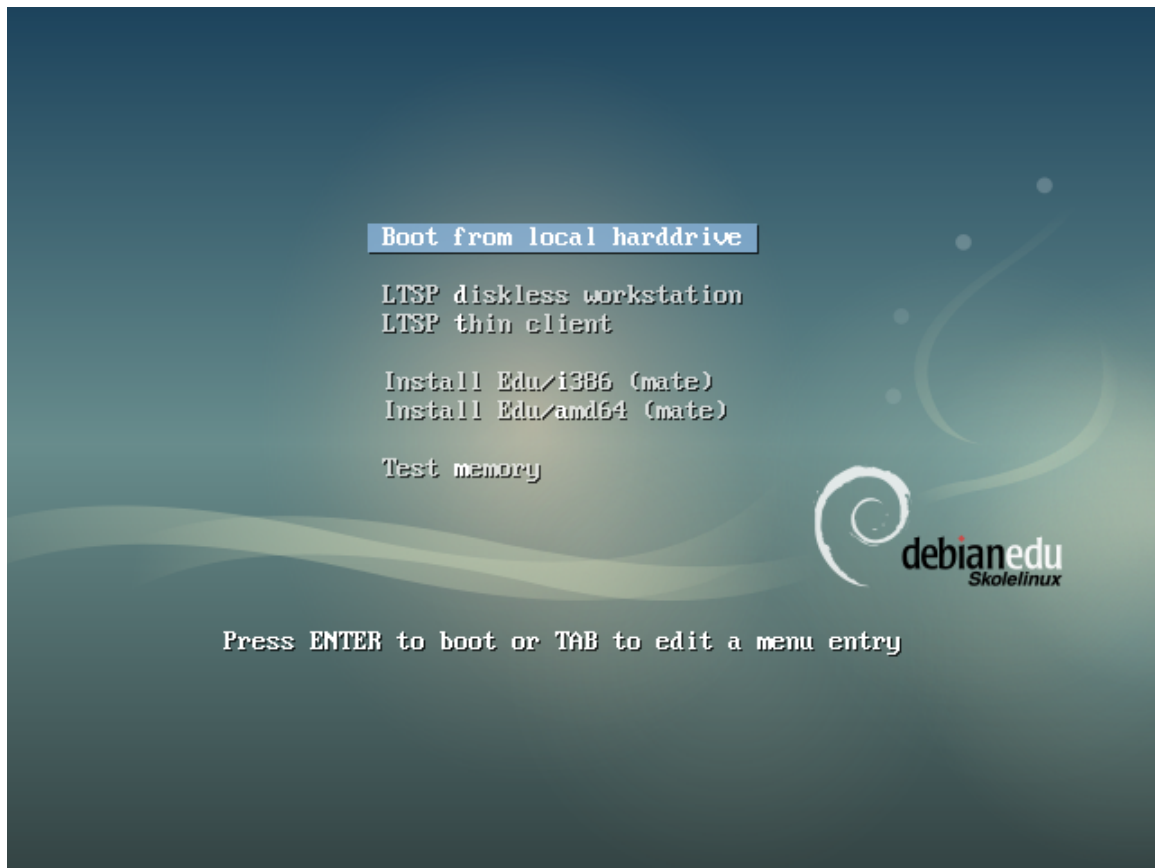 Boot from local harddrive
LTSP diskless workstation
LTSP thin client
Install Edu/i386 (mate)
Install Edu/amd64 (mate)
Test memory
debianedu
Skolelinux
Press ENTER to boot or TAB to edit a menu entry